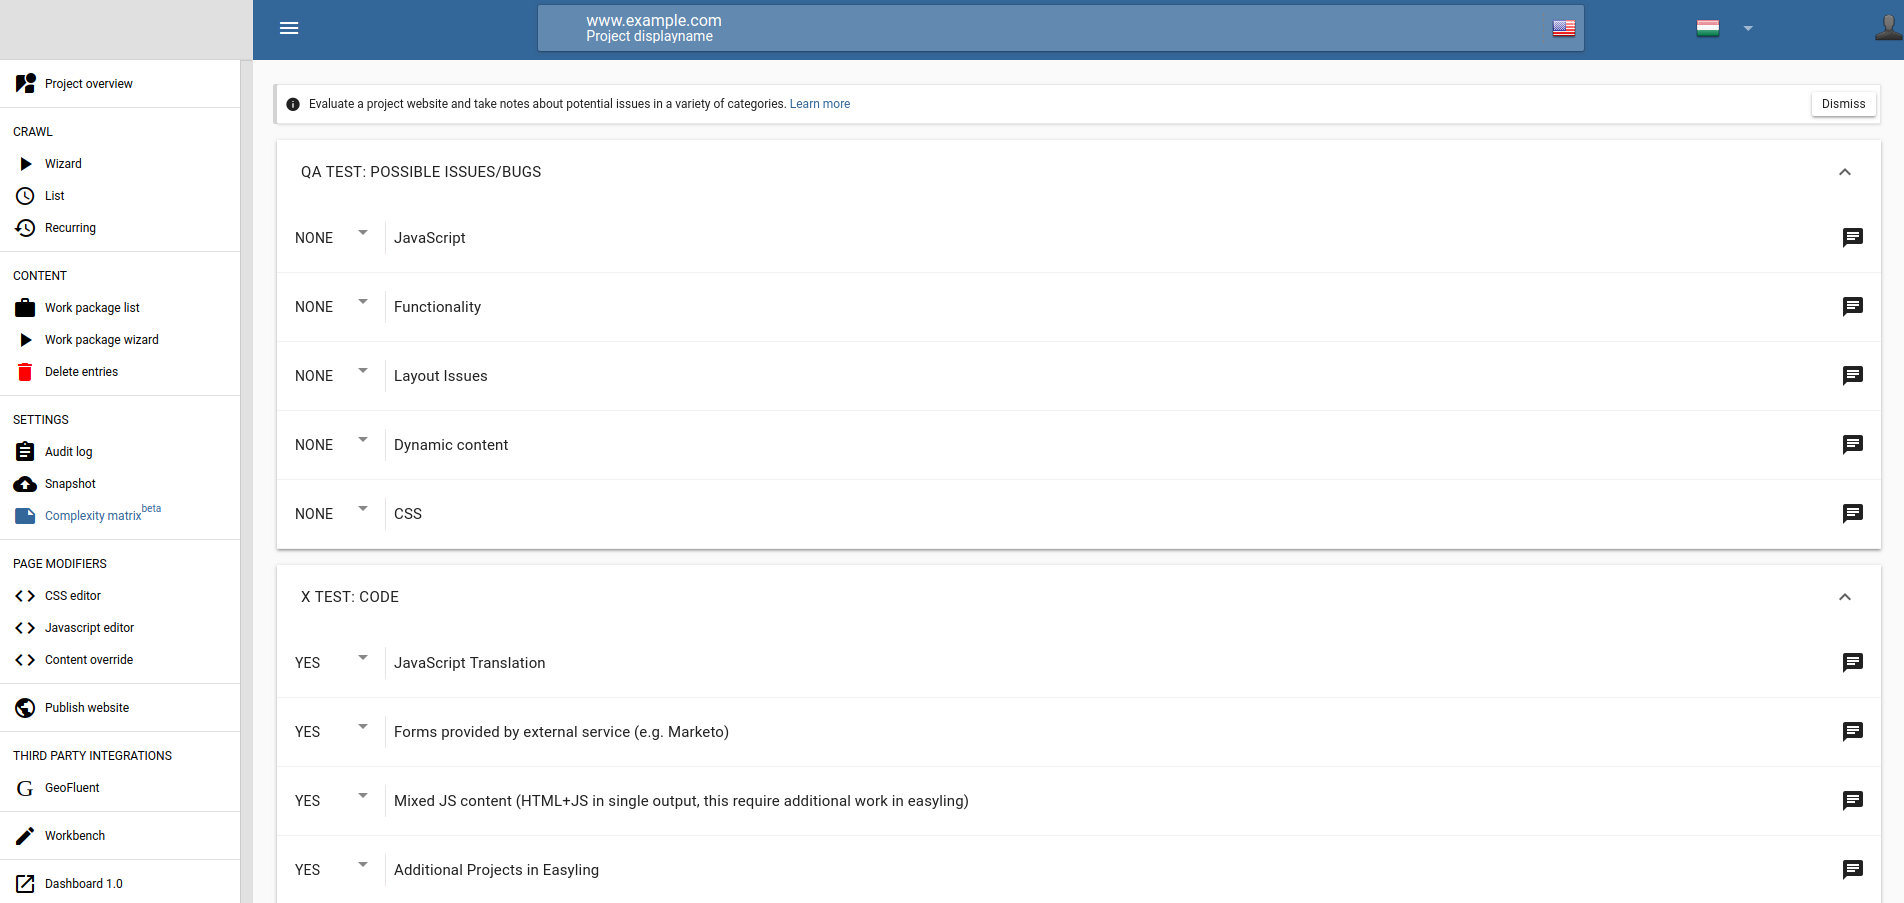 www.example.com
Project displayname
Project overview
CRAWL
Wizard
List
Recurring
CONTENT
Work package list
Work package wizard
Delete entries
SETTINGS
Audit log
Snapshot
Complexity matrix beta
PAGE MODIFIERS
CSS editor
Javascript editor
Content override
Publish website
THIRD PARTY INTEGRATIONS
G GeoFluent
Workbench
Dashboard 1.0
Evaluate a project website and take notes about potential issues in a variety of categories. Learn more
Dismiss
QA TEST: POSSIBLE ISSUES/BUGS
NONE JavaScript
NONE Functionality
NONE Layout Issues
NONE Dynamic content
NONE CSS
X TEST: CODE
YES JavaScript Translation
YES Forms provided by external service (e.g. Marketo)
YES Mixed JS content (HTML+JS in single output, this require additional work in easyling)
YES Additional Projects in Easyling